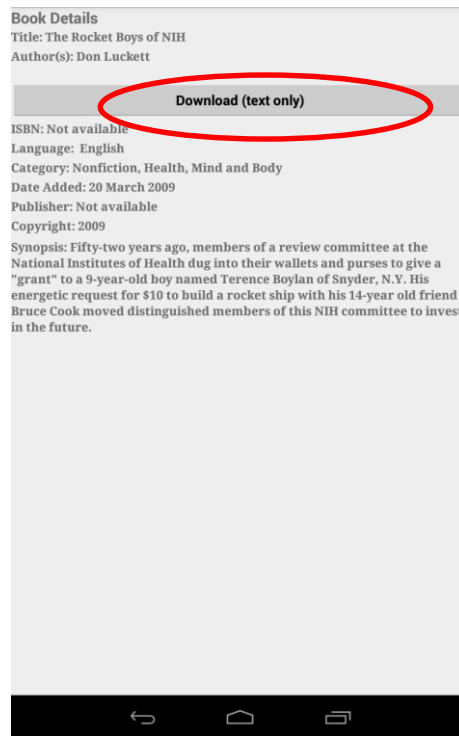 Book Details
Title: The Rocket Boys of NIH
Author(s): Don Luckett
Download (text only)
ISBN: Not available
Language: English
Category: Nonfiction, Health, Mind and Body
Date Added: 20 March 2009
Publisher: Not available
Copyright: 2009
Synopsis: Fifty-two years ago, members of a review committee at the
National Institutes of Health dug into their wallets and purses to give a
"grant" to a 9-year-old boy named Terence Boylan of Snyder, N.Y. His
energetic request for $10 to build a rocket ship with his 14-year old friend
Bruce Cook moved distinguished members of this NIH committee to inves
in the future.